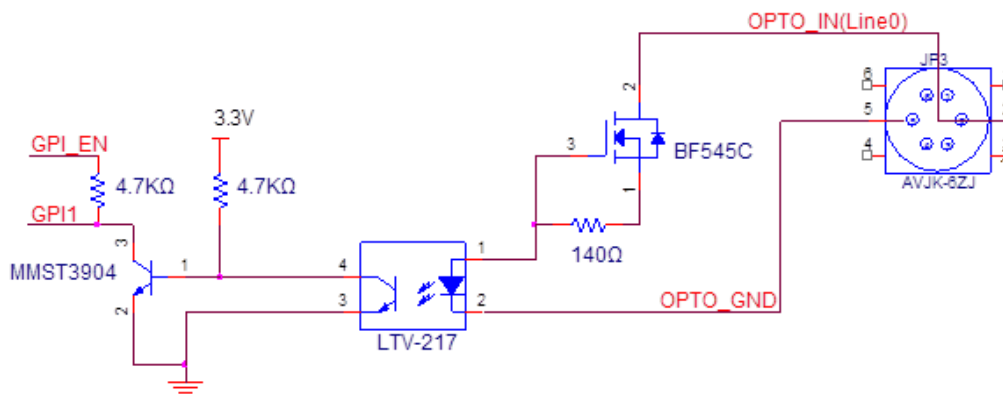 OPTO_IN(Line0)
JP3
6
5
4
AVJK-6ZJ
2
3
1
BF545C
140Ω
3.3V
GPI_EN
4.7KΩ
4.7KΩ
GPI1
3
MMST3904
1
2
4
3
1
2
LTV-217
OPTO_GND